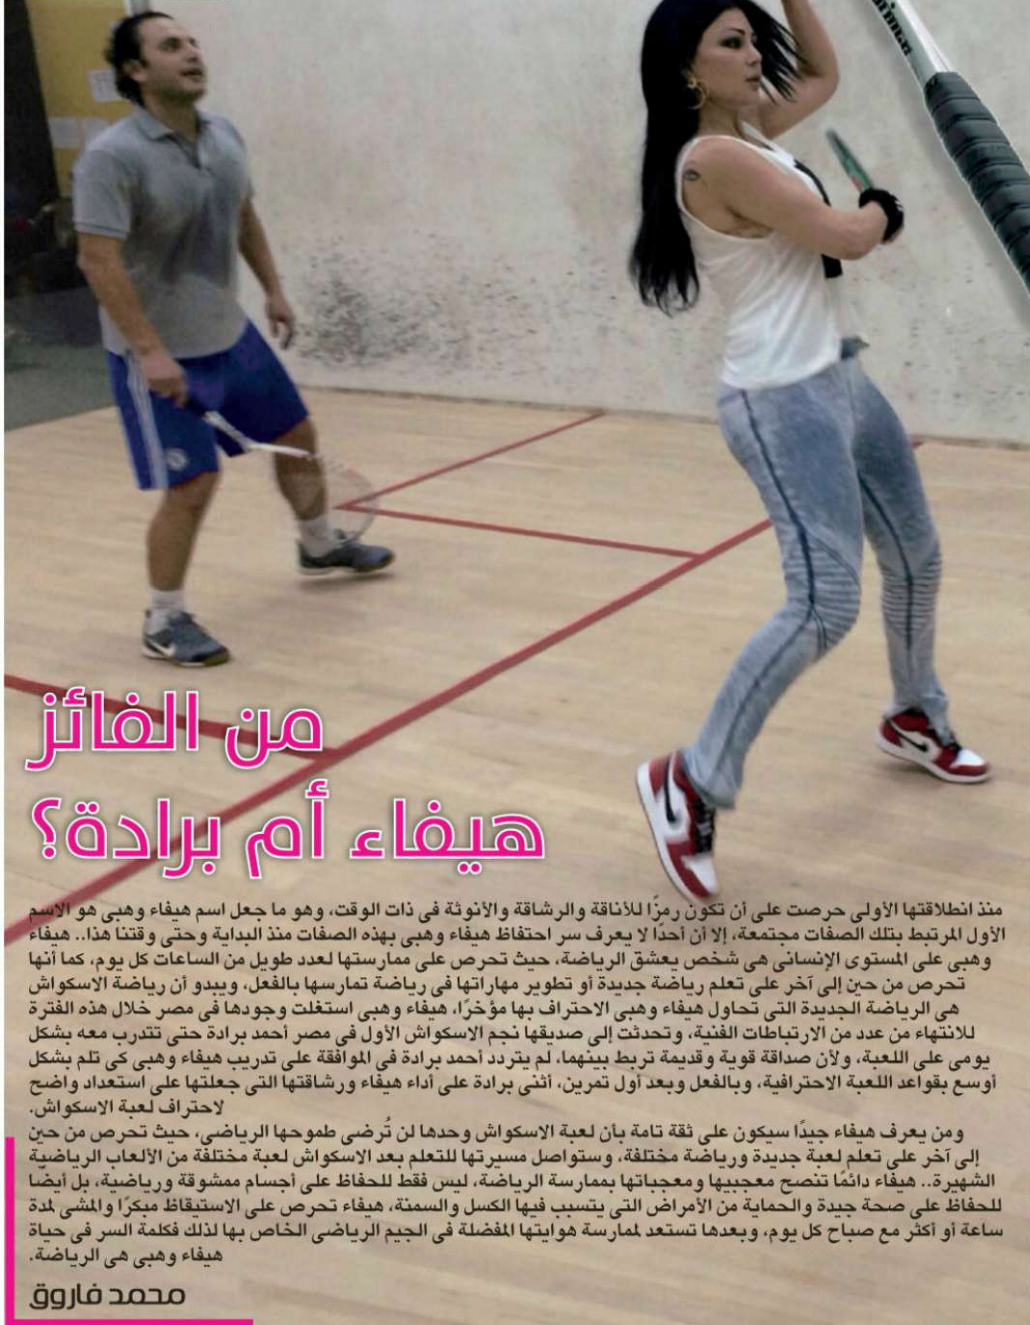 من الفائز
هيفاء أم برادة؟
منذ انطلاقتها الأولى حرصت على أن تكون رمزًا للأناقة والرشاقة والأنوثة فى ذات الوقت، وهو ما جعل اسم هيفاء وهبى هو الاسم
الأول المرتبط بتلك الصفات مجتمعة، إلا أن أحدًا لا يعرف سر احتفاظ هيفاء وهبى بهذه الصفات منذ البداية وحتى وقتنا هذا.. هيفاء
وهبى على المستوى الإنسانى هى شخص يعشق الرياضة، حيث تحرص على ممارستها لعدد طويل من الساعات كل يوم، كما أنها
تحرص من حين إلى آخر على تعلم رياضة جديدة أو تطوير مهاراتها فى رياضة تمارسها بالفعل، ويبدو أن رياضة الاسكواش
هى الرياضة الجديدة التى تحاول هيفاء وهبى الاحتراف بها مؤخرًا، هيفاء وهبى استغلت وجودها فى مصر خلال هذه الفترة
للانتهاء من عدد من الارتباطات الفنية، وتحدثت إلى صديقها نجم الاسكواش الأول فى مصر أحمد برادة حتى تتدرب معه بشكل
يومى على اللعبة، ولأن صداقة قوية وقديمة تربط بينهما، لم يتردد أحمد برادة فى الموافقة على تدريب هيفاء وهبى كى تلم بشكل
أوسع بقواعد اللعبة الاحترافية، وبالفعل وبعد أول تمرين، أثنى برادة على أداء هيفاء ورشاقتها التى جعلتها على استعداد واضح
لاحتراف لعبة الاسكواش.
ومن يعرف هيفاء جيدًا سيكون على ثقة تامة بأن لعبة الاسكواش وحدها لن تُرضى طموحها الرياضى، حيث تحرص من حين
إلى آخر على تعلم لعبة جديدة ورياضة مختلفة، وستواصل مسيرتها للتعلم بعد الاسكواش لعبة مختلفة من الألعاب الرياضية
الشهيرة.. هيفاء دائمًا تنصح معجبيها ومعجباتها بممارسة الرياضة، ليس فقط للحفاظ على أجسام ممشوقة ورياضية، بل أيضًا
للحفاظ على صحة جيدة والحماية من الأمراض التى يتسبب فيها الكسل والسمنة، هيفاء تحرص على الاستيقاظ مبكرًا والمشى لمدة
ساعة أو أكثر مع صباح كل يوم، وبعدها تستعد لممارسة هوايتها المفضلة فى الجيم الرياضى الخاص بها لذلك فكلمة السر فى حياة
هيفاء وهبى هى الرياضة.
محمد فاروق